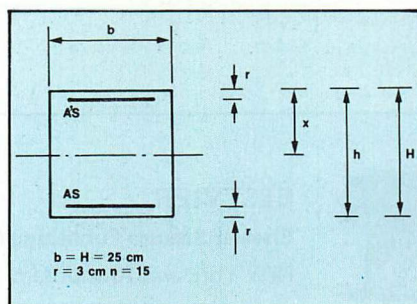 b
r
A'S
x
h
H
AS
r
b = H = 25 cm
r = 3 cm n = 15